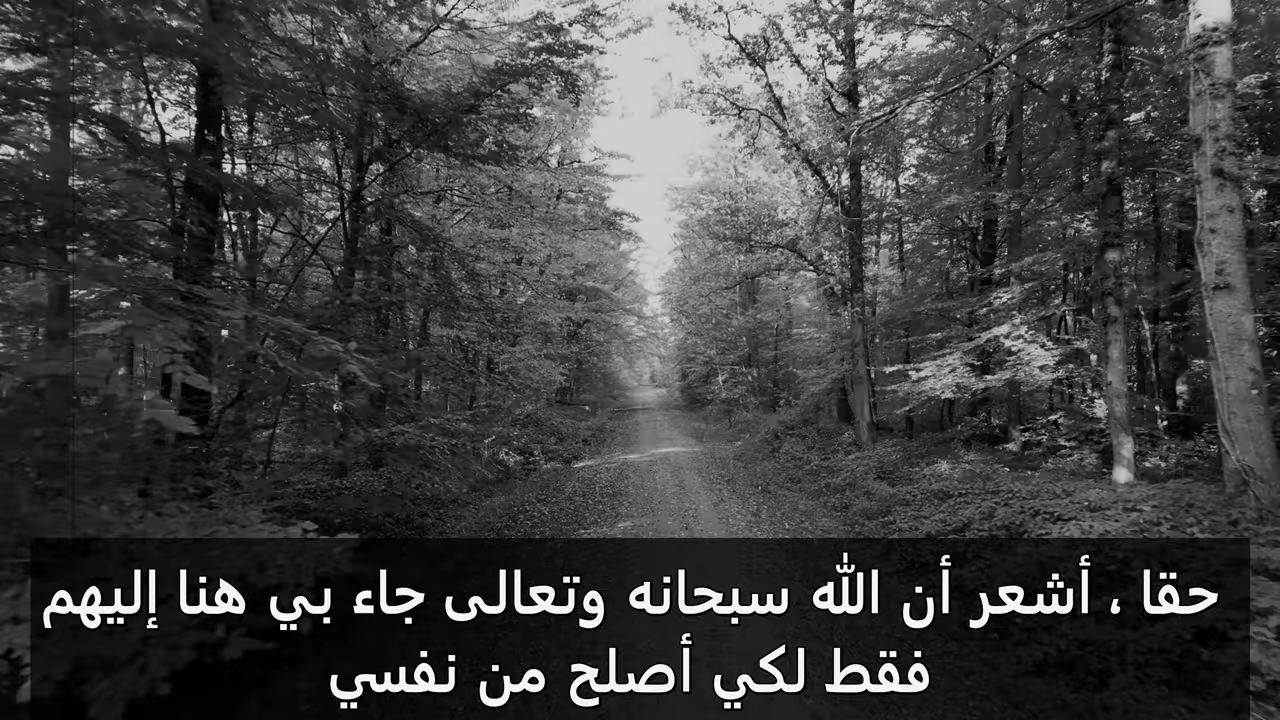 حقا ، أشعر أن الله سبحانه وتعالى جاء بي هنا إليهم
فقط لكي أصلح من نفسي